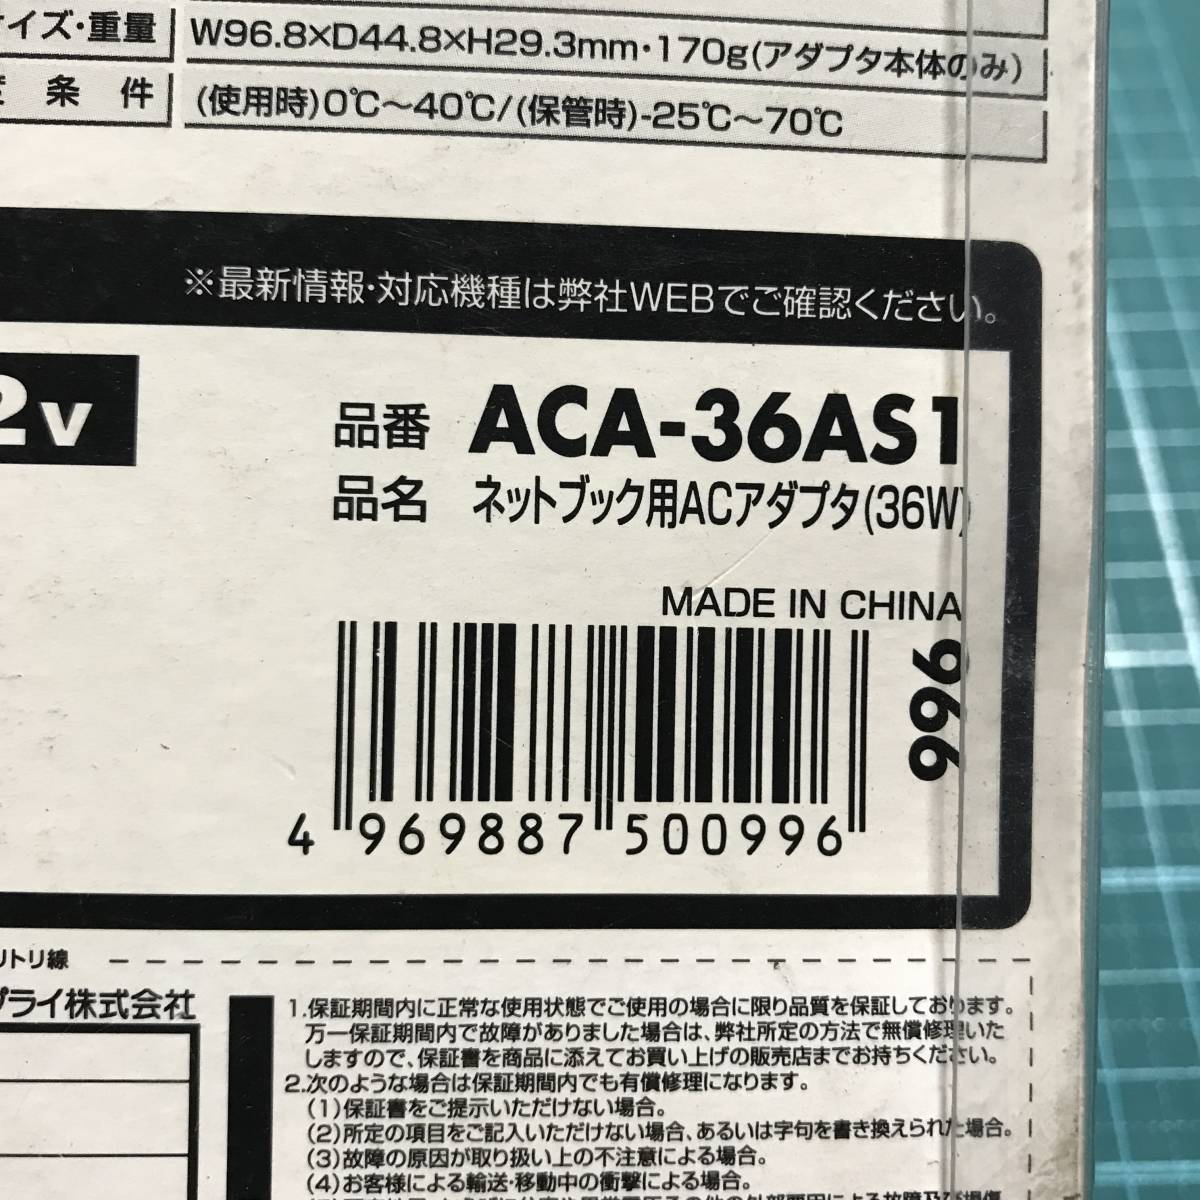 サイズ・重量 W96.8×D44.8×H29.3mm・170g(アダプタ本体のみ)
条件 (使用時)0℃～40℃/(保管時)-25℃～70℃
※最新情報・対応機種は弊社WEBでご確認ください。
2v
品番 ACA-36AS1
品名 ネットブック用ACアダプタ(36W)
MADE IN CHINA
996
4 969887 500996
リトリ線
プライ株式会社
1.保証期間内に正常な使用状態でご使用の場合に限り品質を保証しております。
万一保証期間内で故障がありました場合は、弊社所定の方法で無償修理いた
しますので、保証書を商品に添えてお買い上げの販売店までお持ちください。
2.次のような場合は保証期間内でも有償修理になります。
(1)保証書をご提示いただけない場合。
(2)所定の項目をご記入いただけない場合、あるいは字句を書き換えられた場合。
(3)故障の原因が取り扱い上の不注意による場合。
(4)お客様による輸送・移動中の衝撃による場合。